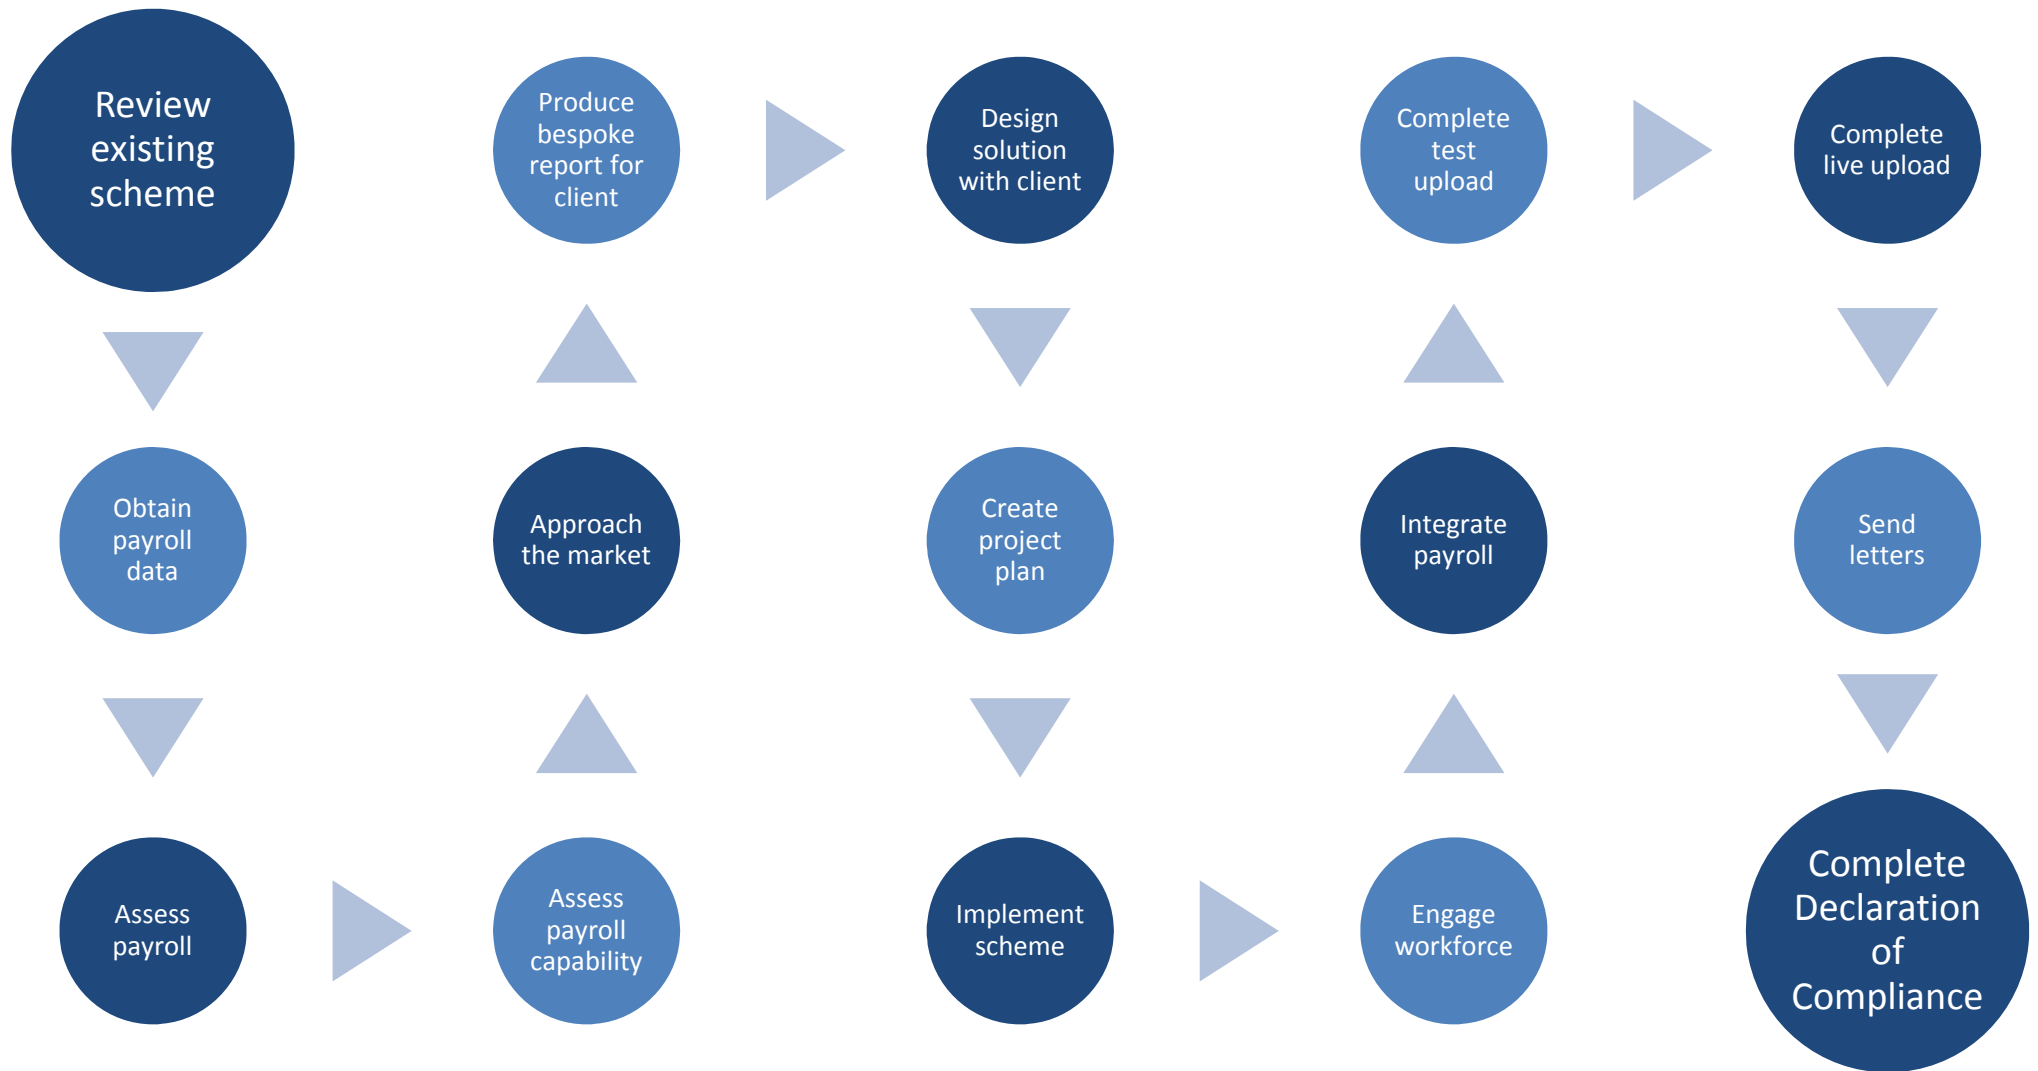 Review
existing
scheme
Obtain
payroll
data
Assess
payroll
Assess
payroll
capability
Approach
the market
Produce
bespoke
report for
client
Design
solution
with client
Create
project
plan
Implement
scheme
Engage
workforce
Integrate
payroll
Complete
test
upload
Complete
live upload
Send
letters
Complete
Declaration
of
Compliance